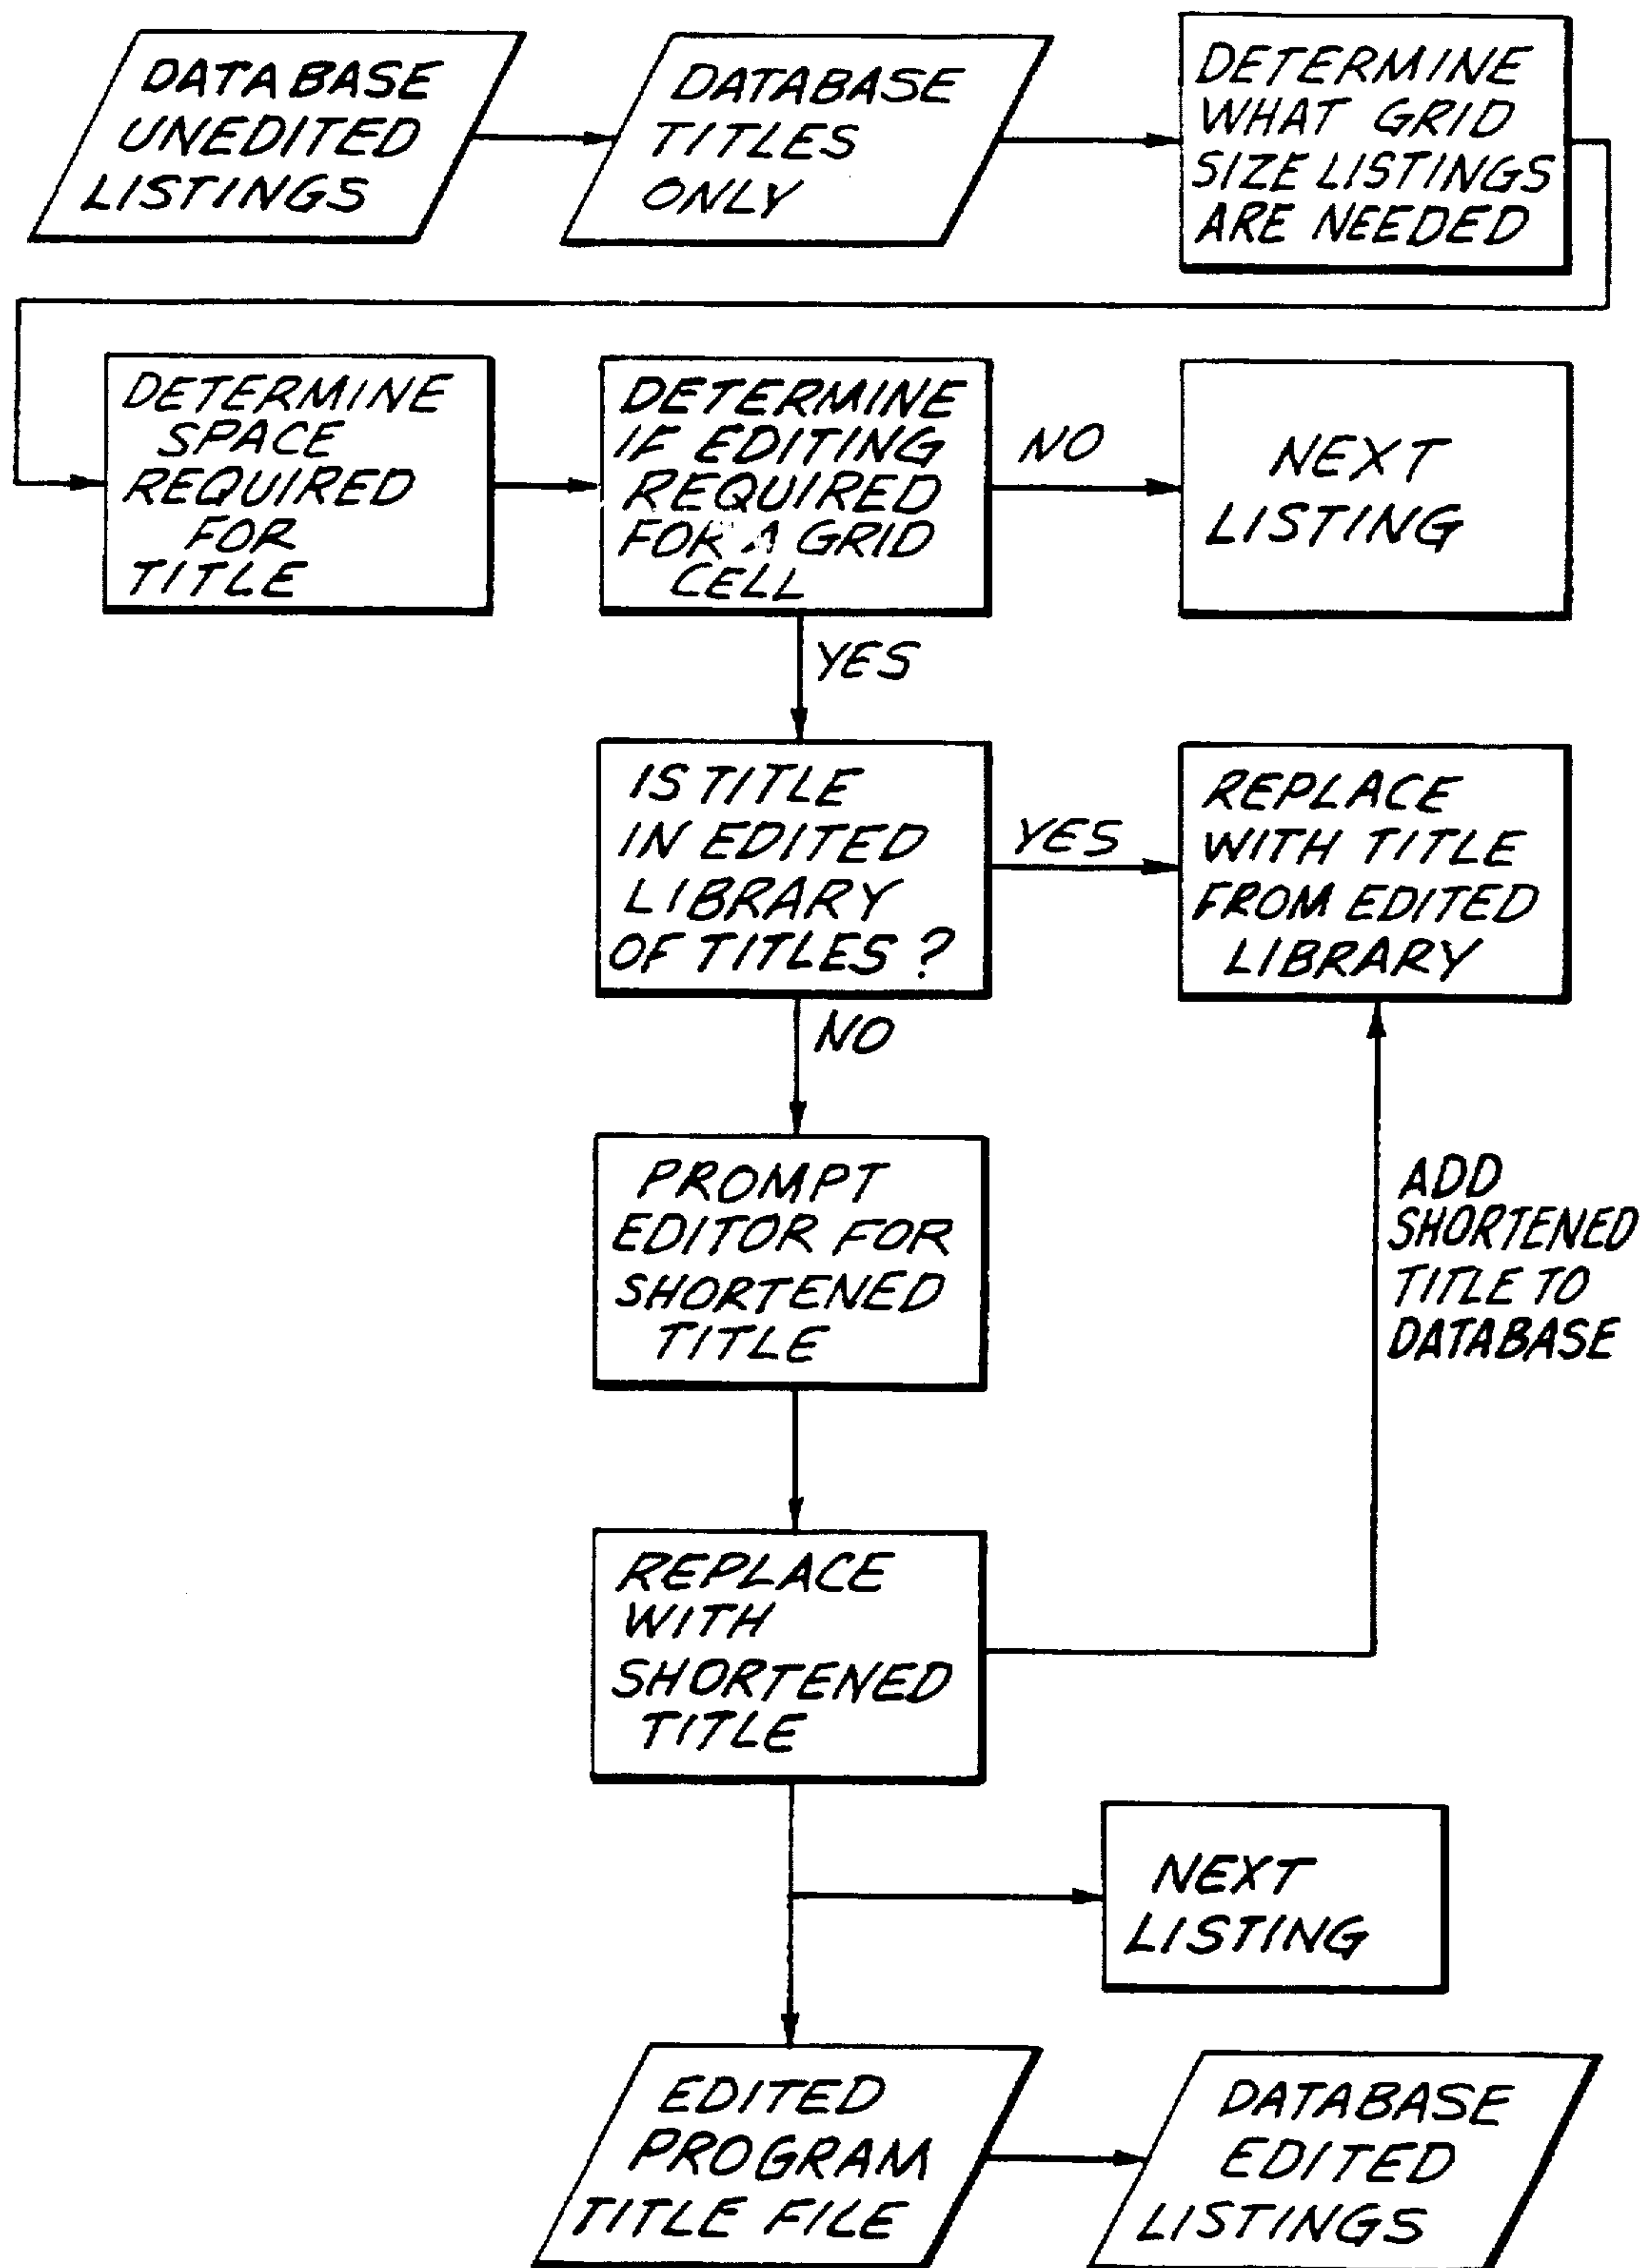 DATABASE
UNEDITED
LISTINGS
DATABASE
TITLES
ONLY
DETERMINE
WHAT GRID
SIZE LISTINGS
ARE NEEDED
DETERMINE
SPACE
REQUIRED
FOR
TITLE
DETERMINE
IF EDITING
REQUIRED
FOR A GRID
CELL
NO
NEXT
LISTING
YES
IS TITLE
IN EDITED
LIBRARY
OF TITLES ?
YES
REPLACE
WITH TITLE
FROM EDITED
LIBRARY
NO
PROMPT
EDITOR FOR
SHORTENED
TITLE
ADD
SHORTENED
TITLE TO
DATABASE
REPLACE
WITH
SHORTENED
TITLE
NEXT
LISTING
EDITED
PROGRAM
TITLE FILE
DATABASE
EDITED
LISTINGS